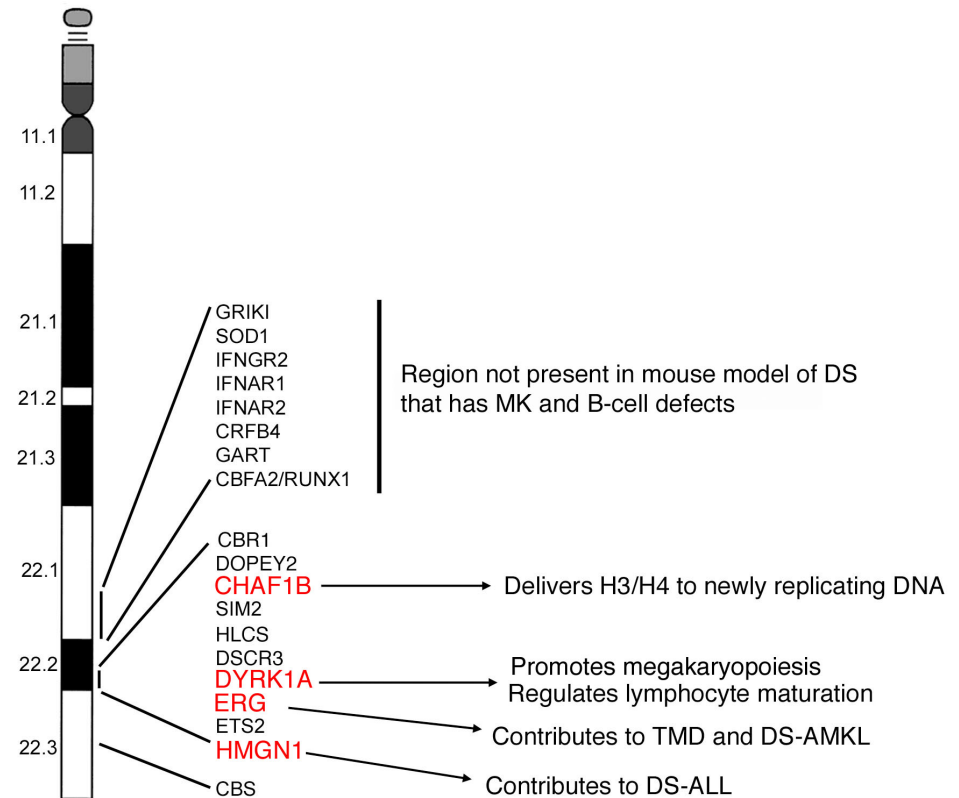 11.1
11.2
21.1
21.2
21.3
22.1
22.2
22.3
GRIKI
SOD1
IFNGR2
IFNAR1
IFNAR2
CRFB4
GART
CBFA2/RUNX1
Region not present in mouse model of DS
that has MK and B-cell defects
CBR1
DOPEY2
CHAF1B
Delivers H3/H4 to newly replicating DNA
SIM2
HLCS
DSCR3
DYRK1A
Promotes megakaryopoiesis
Regulates lymphocyte maturation
ERG
Contributes to TMD and DS-AMKL
ETS2
HMGN1
Contributes to DS-ALL
CBS